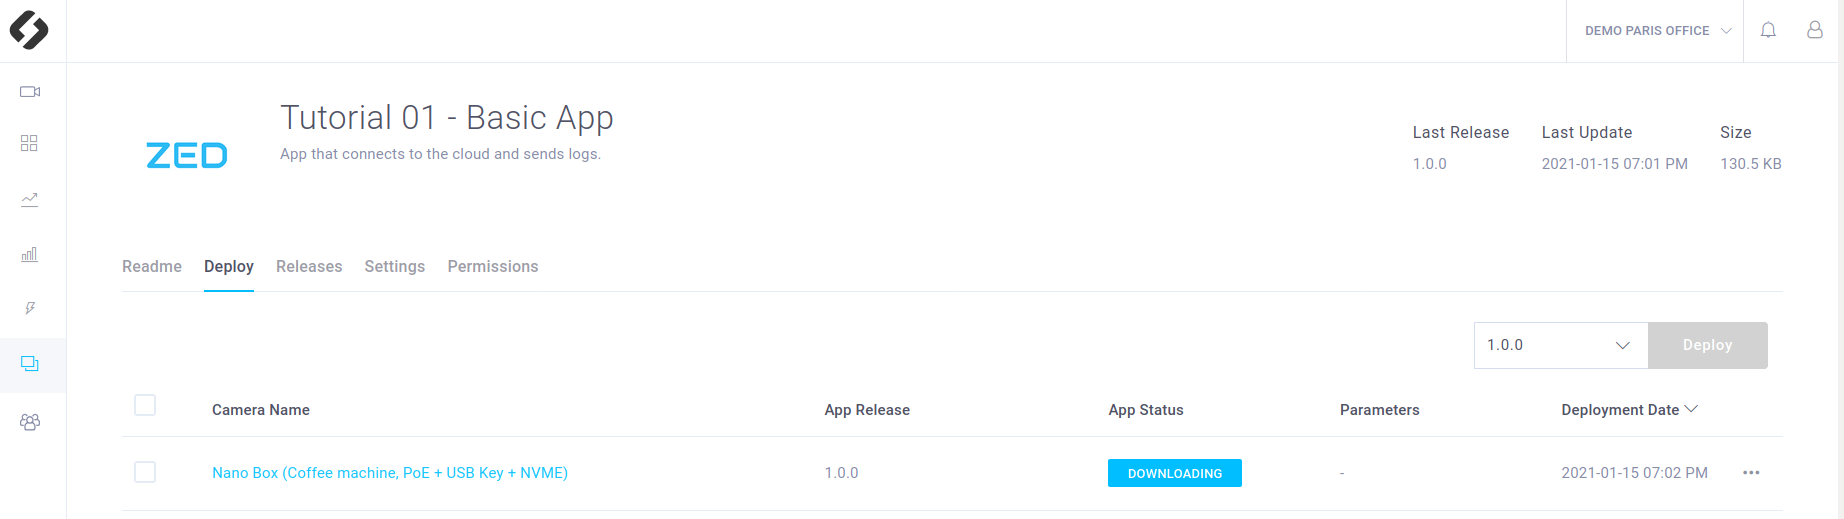 DEMO PARIS OFFICE
ZED
Tutorial 01 - Basic App
App that connects to the cloud and sends logs.
Last Release Last Update Size
1.0.0 2021-01-15 07:01 PM 130.5 KB
Readme Deploy Releases Settings Permissions
1.0.0 Deploy
Camera Name App Release App Status Parameters Deployment Date
Nano Box (Coffee machine, PoE + USB Key + NVME) 1.0.0 DOWNLOADING - 2021-01-15 07:02 PM